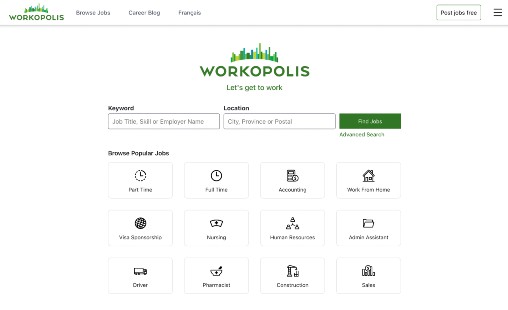 WORKOPOLIS Browse Jobs Career Blog Français Post jobs free
WORKOPOLIS
Let's get to work
Keyword Location
Job Title, Skill or Employer Name City, Province or Postal Find Jobs
Advanced Search
Browse Popular Jobs
Part Time Full Time Accounting Work From Home
Visa Sponsorship Nursing Human Resources Admin Assistant
Driver Pharmacist Construction Sales